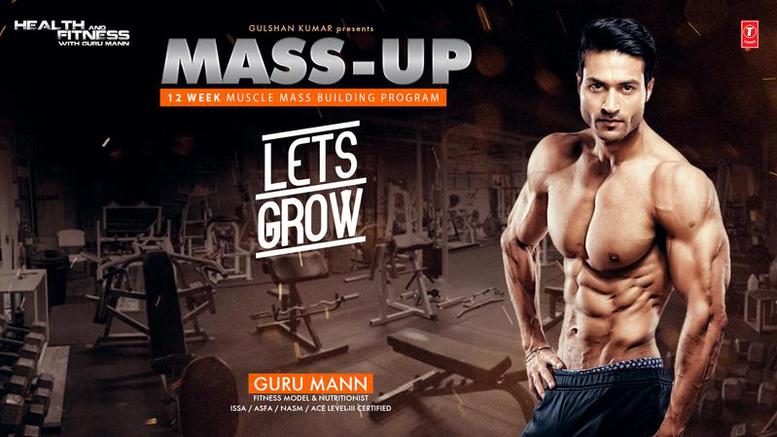 HEALTH AND
FITNESS
WITH GURU MANN
GULSHAN KUMAR presents
MASS-UP
12 WEEK MUSCLE MASS BUILDING PROGRAM
LETS
GROW
GURU MANN
FITNESS MODEL & NUTRITIONIST
ISSA / ASFA / NASM / ACE LEVEL-III CERTIFIED
T